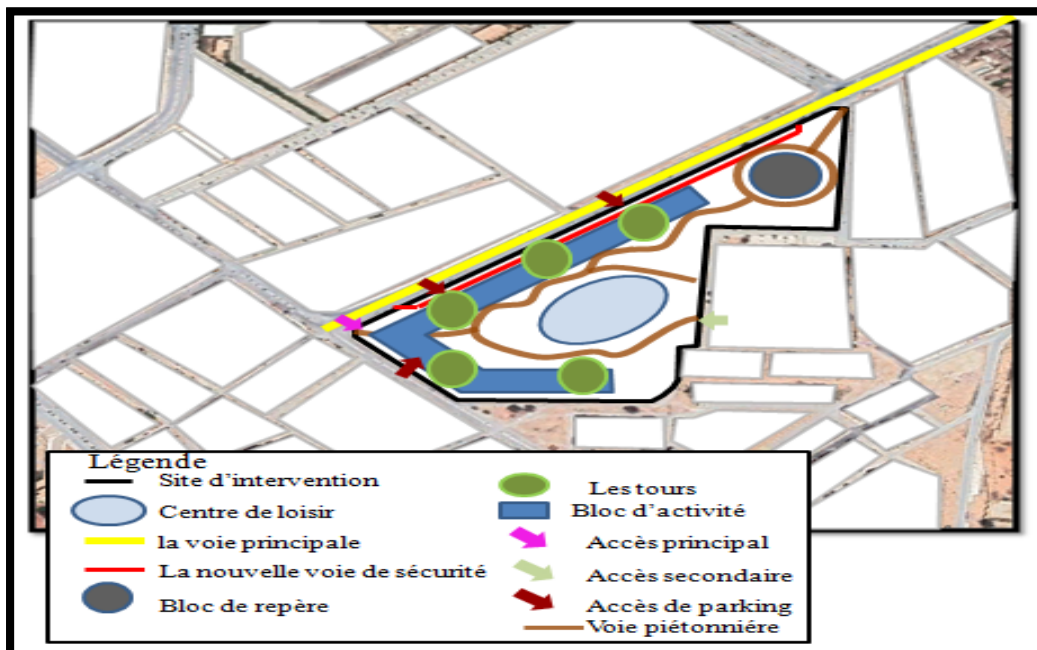 Légende
Site d'intervention
Centre de loisir
la voie principale
La nouvelle voie de sécurité
Bloc de repère
Les tours
Bloc d'activité
Accès principal
Accès secondaire
Accès de parking
Voie piétonniére